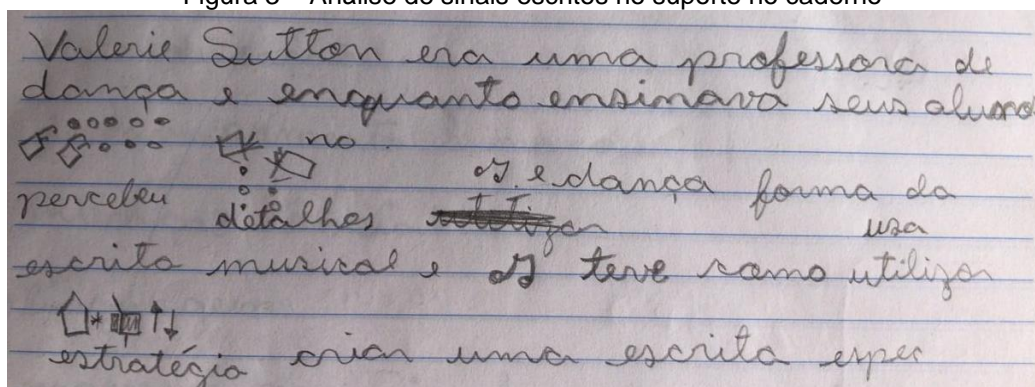 Figura 8 – Análise de sinais escritos no suporte no caderno
Valerie Sutton era uma professora de
dança e enquanto ensinava seus alunos
no.
e dança forma da
percebeu detalhes usa
escrita musical e teve como utilizar
estratégia criar uma escrita espec